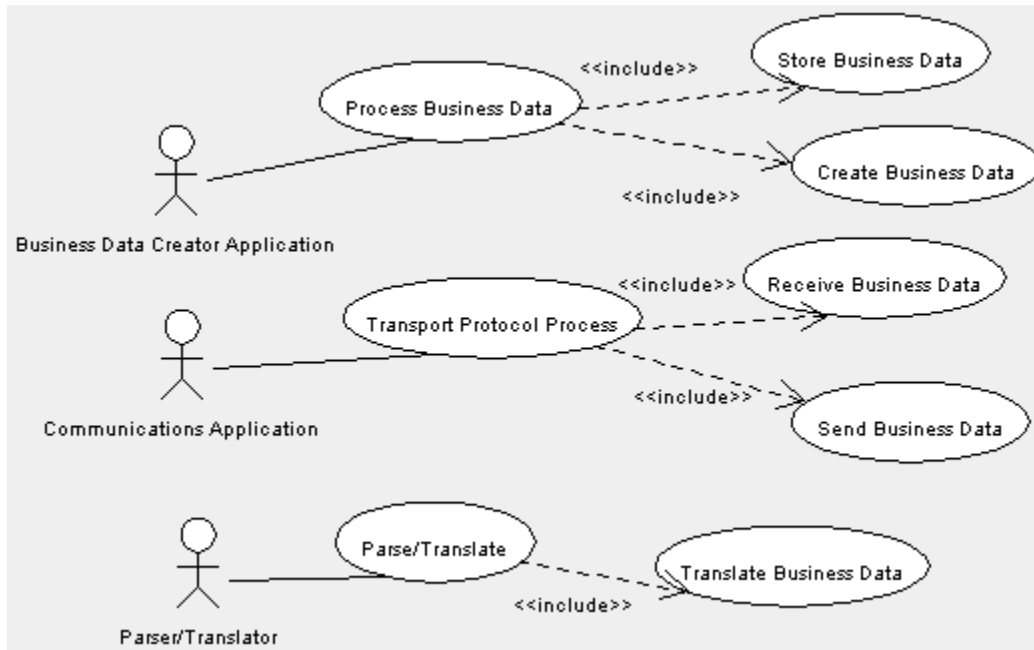 Store Business Data
<<include>>
Process Business Data
Create Business Data
<<include>>
Business Data Creator Application
<<include>>
Receive Business Data
Transport Protocol Process
<<include>>
Send Business Data
Communications Application
Parse/Translate
Translate Business Data
<<include>>
Parser/Translator